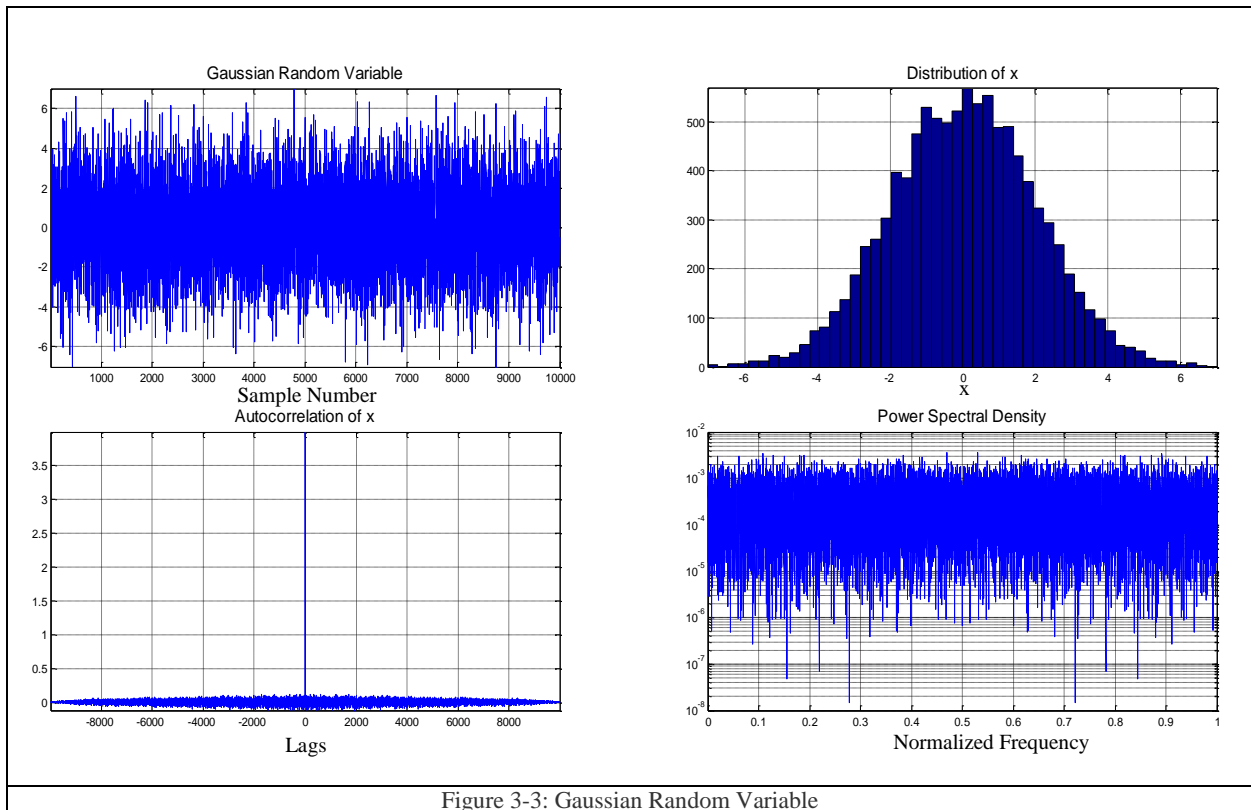 Gaussian Random Variable
6
4
2
0
-2
-4
-6
1000 2000 3000 4000 5000 6000 7000 8000 9000 10000
Sample Number
Distribution of x
500
400
300
200
100
0
-6 -4 -2 0 2 4 6
x
Autocorrelation of x
3.5
3
2.5
2
1.5
1
0.5
0
-8000 -6000 -4000 -2000 0 2000 4000 6000 8000
Lags
Power Spectral Density
10^-2
10^-3
10^-4
10^-5
10^-6
10^-7
10^-8
0 0.1 0.2 0.3 0.4 0.5 0.6 0.7 0.8 0.9 1
Normalized Frequency
Figure 3-3: Gaussian Random Variable